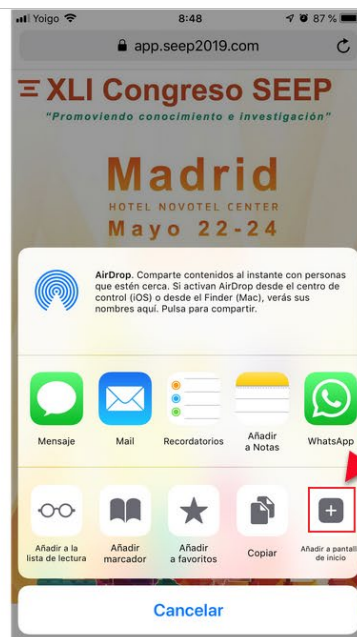 Yoigo 8:48 87 %
app.seep2019.com
XLI Congreso SEEP
"Promoviendo conocimiento e investigación"
Madrid
HOTEL NOVOTEL CENTER
Mayo 22-24
AirDrop. Comparte contenidos al instante con personas
que estén cerca. Si activan AirDrop desde el centro de
control (iOS) o desde el Finder (Mac), verás sus
nombres aquí. Pulsa para compartir.
Mensaje
Mail
Recordatorios
Añadir
a Notas
WhatsApp
Añadir a la
lista de lectura
Añadir
marcador
Añadir
a favoritos
Copiar
Añadir a pantall
de inicio
Cancelar